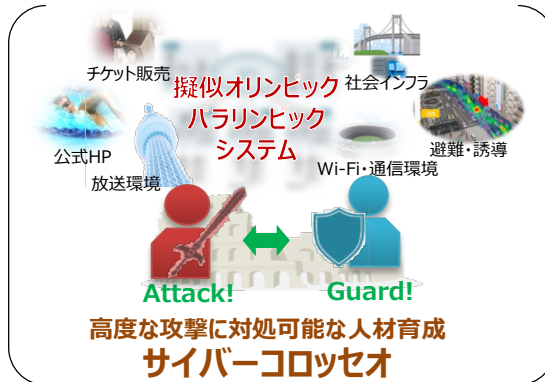 チケット販売
擬似オリンピック
パラリンピック
システム
社会インフラ
公式HP
放送環境
Wi-Fi・通信環境
避難・誘導
Attack!
Guard!
高度な攻撃に対処可能な人材育成
サイバーコロッセオ